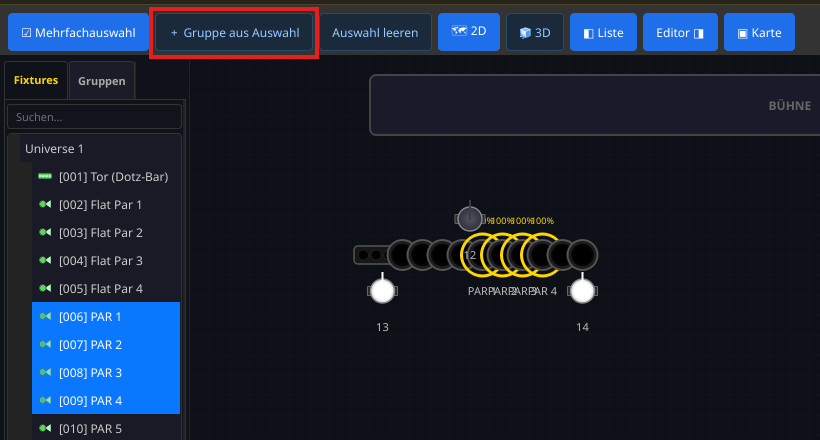 ☑ Mehrfachauswahl
+ Gruppe aus Auswahl
Auswahl leeren
2D
3D
Liste
Editor
Karte
Fixtures
Gruppen
Suchen...
BÜHNE
Universe 1
[001] Tor (Dotz-Bar)
[002] Flat Par 1
[003] Flat Par 2
[004] Flat Par 3
[005] Flat Par 4
[006] PAR 1
[007] PAR 2
[008] PAR 3
[009] PAR 4
[010] PAR 5
100%
100%
100%
12
PAR 4
13
14